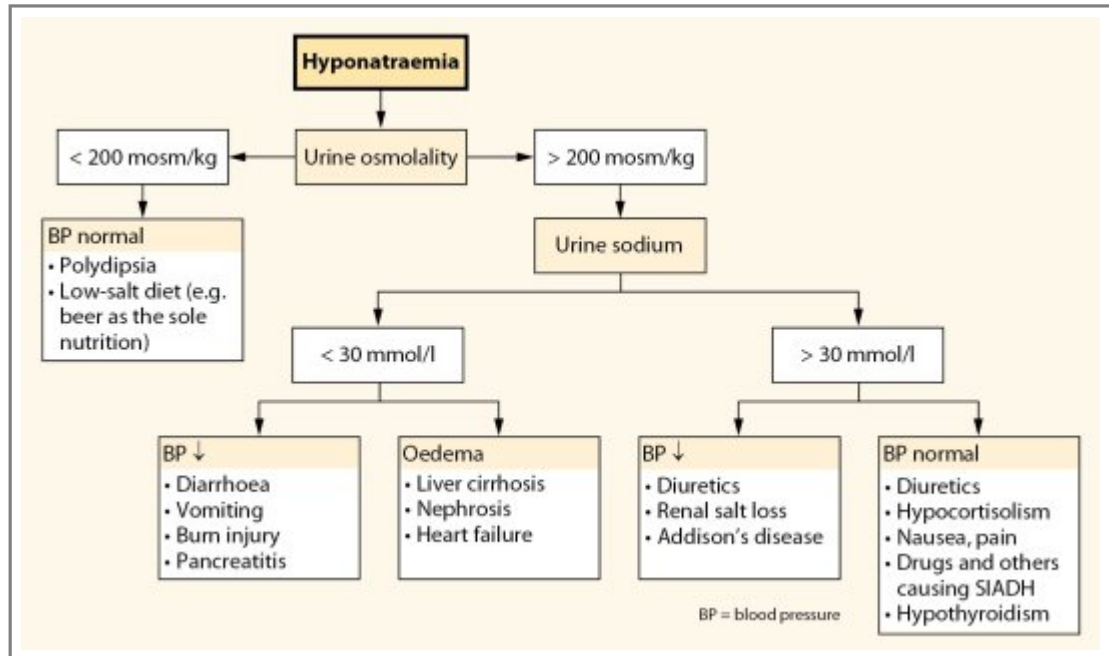 Hyponatraemia
< 200 mosm/kg
Urine osmolality
> 200 mosm/kg
BP normal
• Polydipsia
• Low-salt diet (e.g.
beer as the sole
nutrition)
Urine sodium
< 30 mmol/l
> 30 mmol/l
BP ↓
• Diarrhoea
• Vomiting
• Burn injury
• Pancreatitis
Oedema
• Liver cirrhosis
• Nephrosis
• Heart failure
BP ↓
• Diuretics
• Renal salt loss
• Addison's disease
BP normal
• Diuretics
• Hypocortisolism
• Nausea, pain
• Drugs and others
causing SIADH
• Hypothyroidism
BP = blood pressure